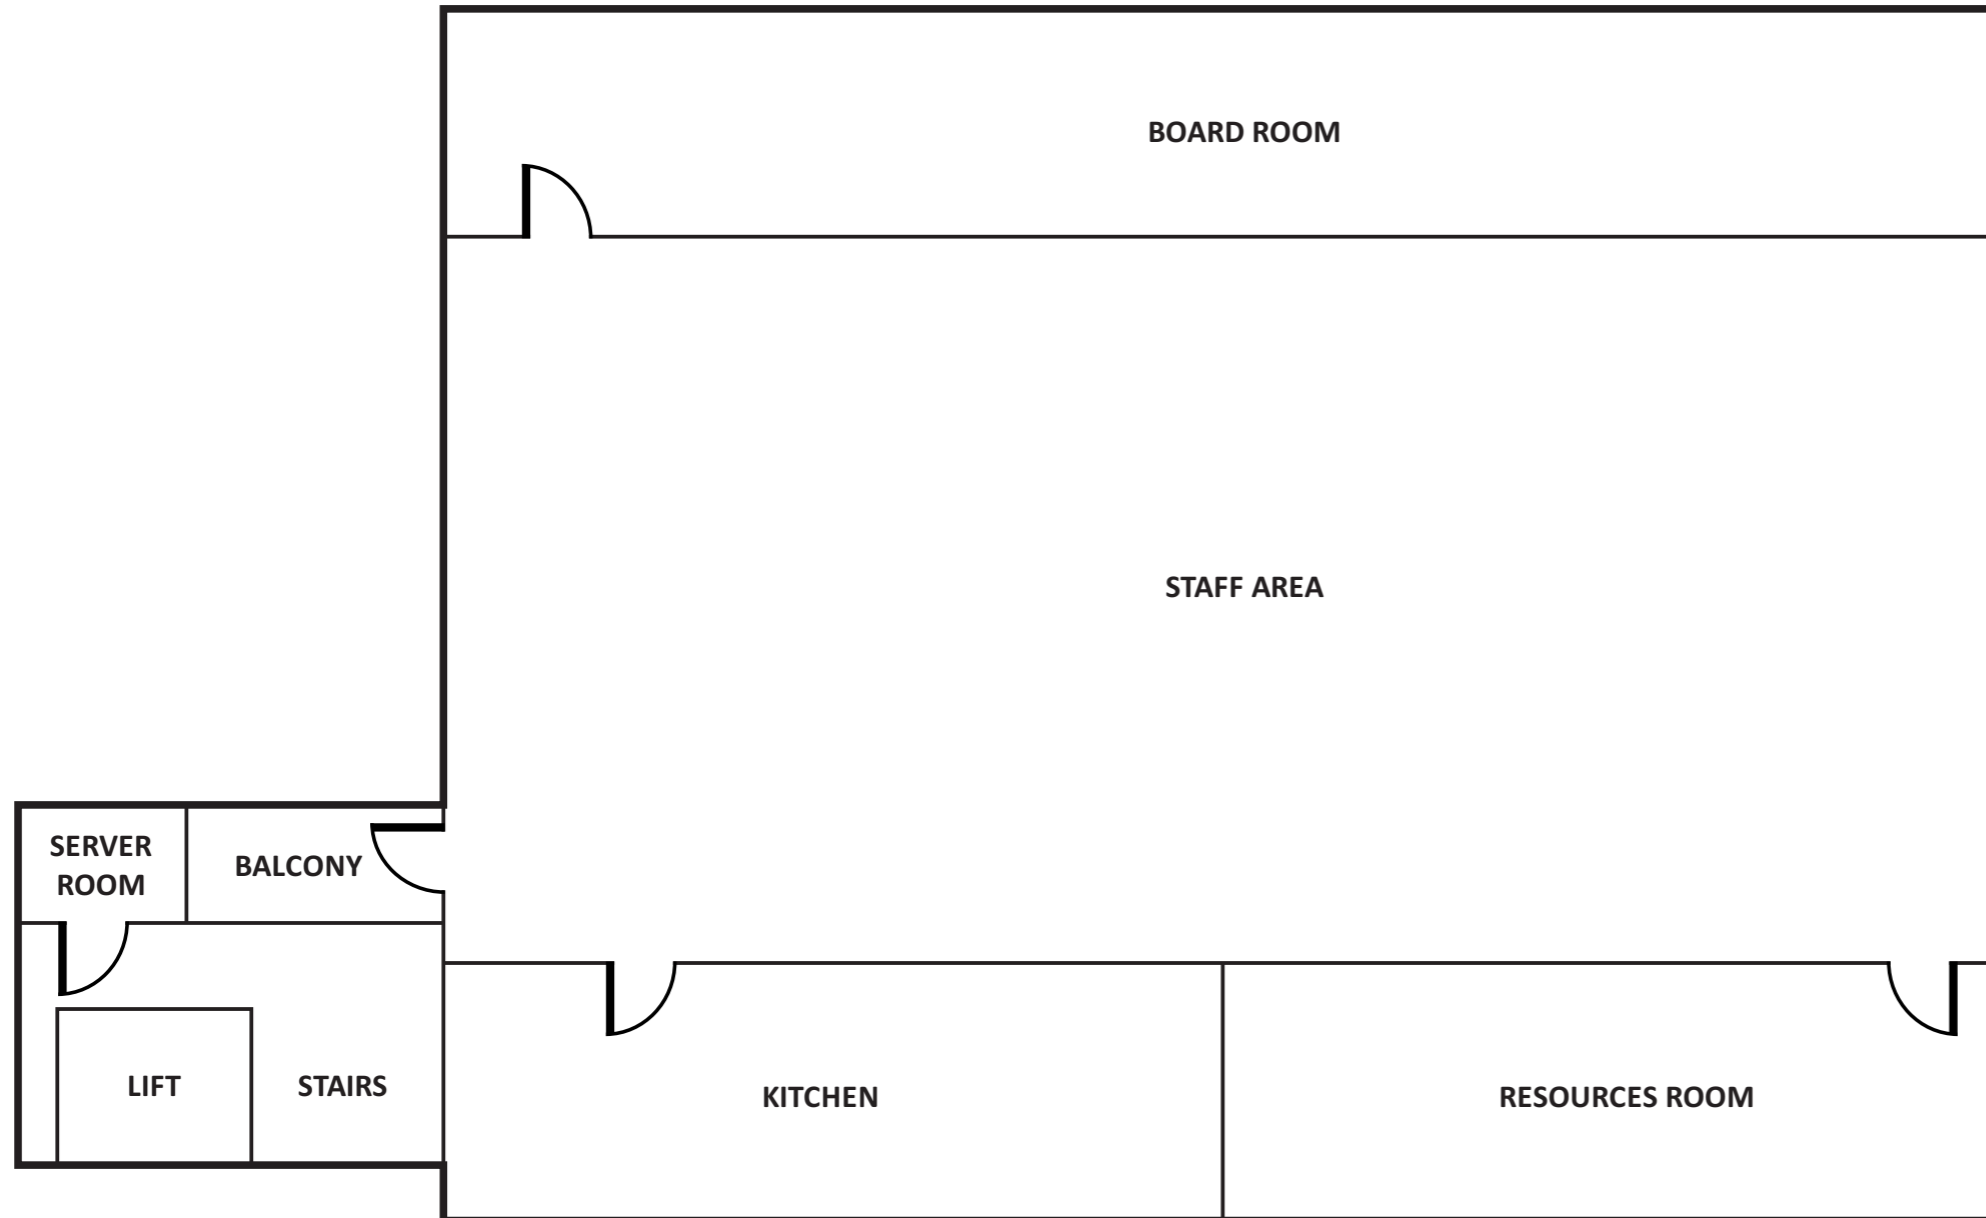 BOARD ROOM
STAFF AREA
SERVER
ROOM
BALCONY
LIFT
STAIRS
KITCHEN
RESOURCES ROOM